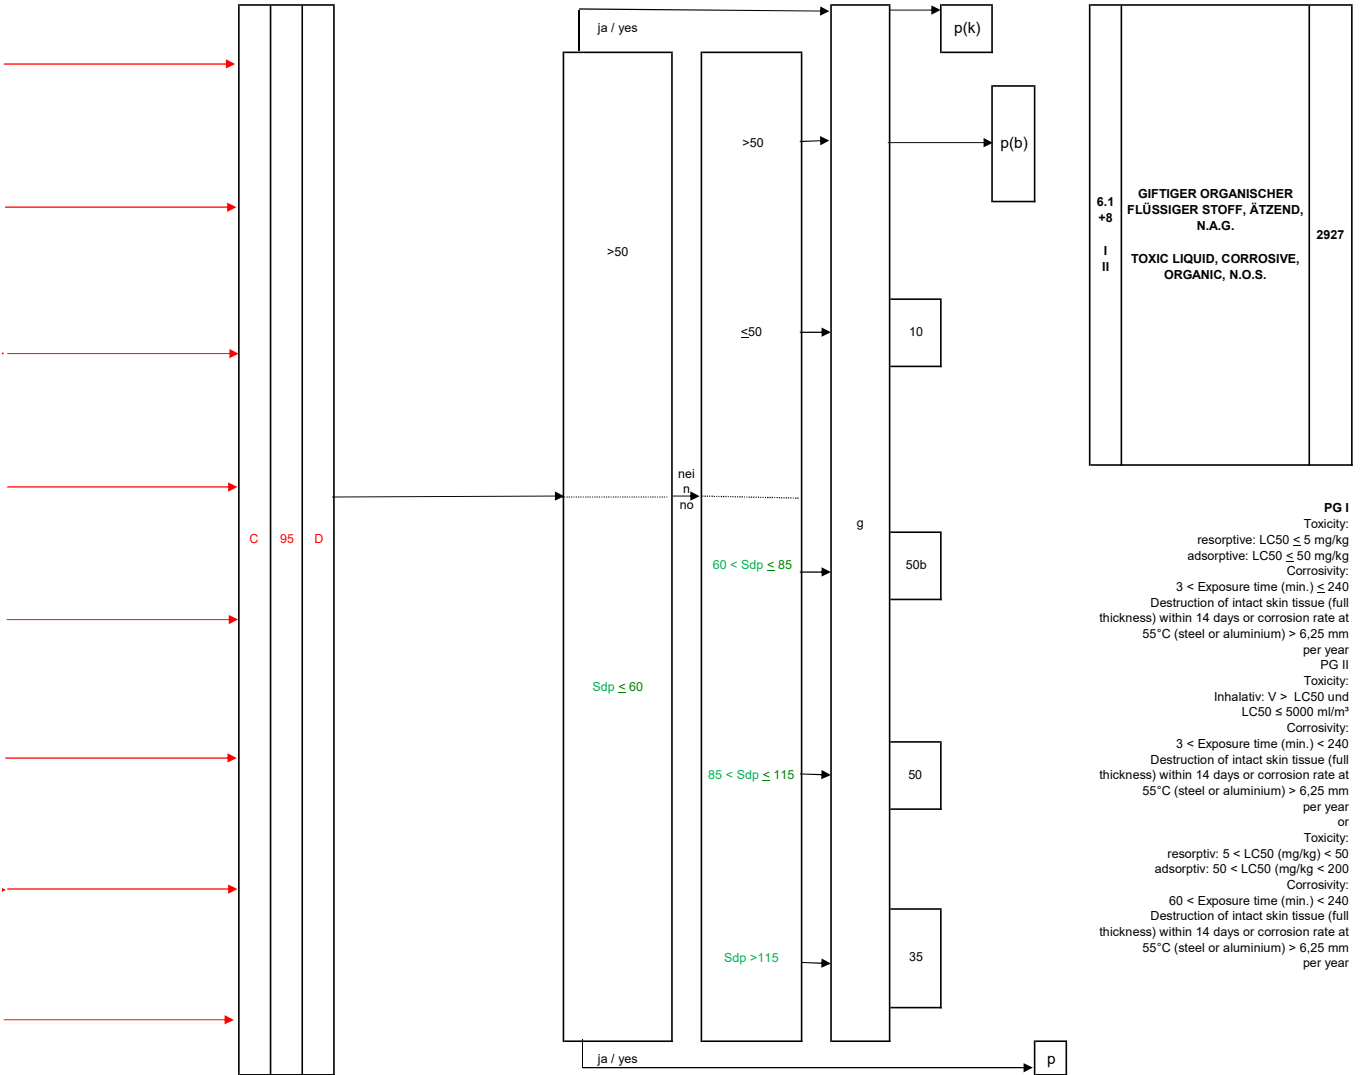 ja / yes
p(k)
>50
p(b)
>50
≤50
10
6.1
+8
I
II
GIFTIGER ORGANISCHER
FLÜSSIGER STOFF, ÄTZEND,
N.A.G.
TOXIC LIQUID, CORROSIVE,
ORGANIC, N.O.S.
2927
nei
n
no
C
95
D
g
60 < Sdp ≤ 85
50b
Sdp ≤ 60
85 < Sdp ≤ 115
50
Sdp >115
35
ja / yes
p
PG I
Toxicity:
resorptive: LC50 ≤ 5 mg/kg
adsorptive: LC50 ≤ 50 mg/kg
Corrosivity:
3 < Exposure time (min.) ≤ 240
Destruction of intact skin tissue (full
thickness) within 14 days or corrosion rate at
55°C (steel or aluminium) > 6,25 mm
per year
PG II
Toxicity:
Inhalativ: V > LC50 und
LC50 ≤ 5000 ml/m³
Corrosivity:
3 < Exposure time (min.) < 240
Destruction of intact skin tissue (full
thickness) within 14 days or corrosion rate at
55°C (steel or aluminium) > 6,25 mm
per year
or
Toxicity:
resorptiv: 5 < LC50 (mg/kg) < 50
adsorptiv: 50 < LC50 (mg/kg < 200
Corrosivity:
60 < Exposure time (min.) < 240
Destruction of intact skin tissue (full
thickness) within 14 days or corrosion rate at
55°C (steel or aluminium) > 6,25 mm
per year